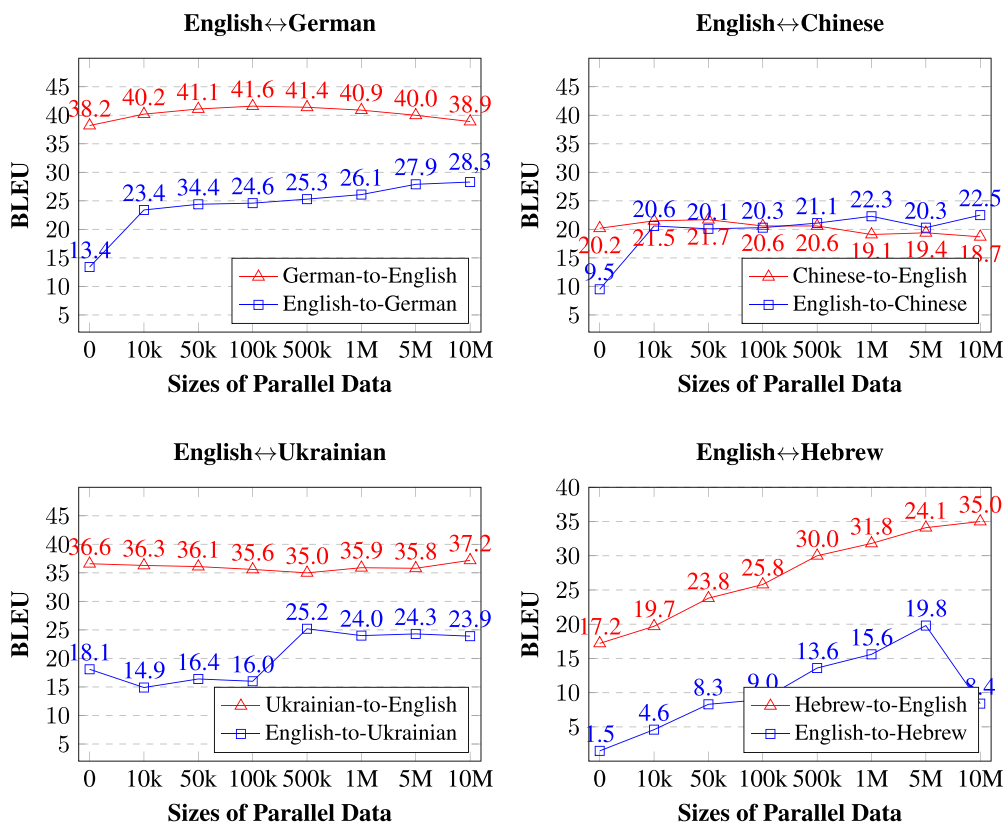 English↔German
BLEU
45
40
35
30
25
20
15
10
5
38.2 40.2 41.1 41.6 41.4 40.9 40.0 38.9
13.4 23.4 34.4 24.6 25.3 26.1 27.9 28,3
German-to-English
English-to-German
0 10k 50k 100k 500k 1M 5M 10M
Sizes of Parallel Data
English↔Chinese
BLEU
45
40
35
30
25
20
15
10
5
9.5 20.6 20.1 20.3 21.1 22.3 20.3 22.5
20.2 21.5 21.7 20.6 20.6 19.1 19.4 18.7
Chinese-to-English
English-to-Chinese
0 10k 50k 100k 500k 1M 5M 10M
Sizes of Parallel Data
English↔Ukrainian
BLEU
45
40
35
30
25
20
15
10
5
36.6 36.3 36.1 35.6 35.0 35.9 35.8 37.2
18.1 14.9 16.4 16.0 25.2 24.0 24.3 23.9
Ukrainian-to-English
English-to-Ukrainian
0 10k 50k 100k 500k 1M 5M 10M
Sizes of Parallel Data
English↔Hebrew
BLEU
40
35
30
25
20
15
10
5
17.2 19.7 23.8 25.8 30.0 31.8 24.1 35.0
1.5 4.6 8.3 9.0 13.6 15.6 19.8 8.4
Hebrew-to-English
English-to-Hebrew
0 10k 50k 100k 500k 1M 5M 10M
Sizes of Parallel Data